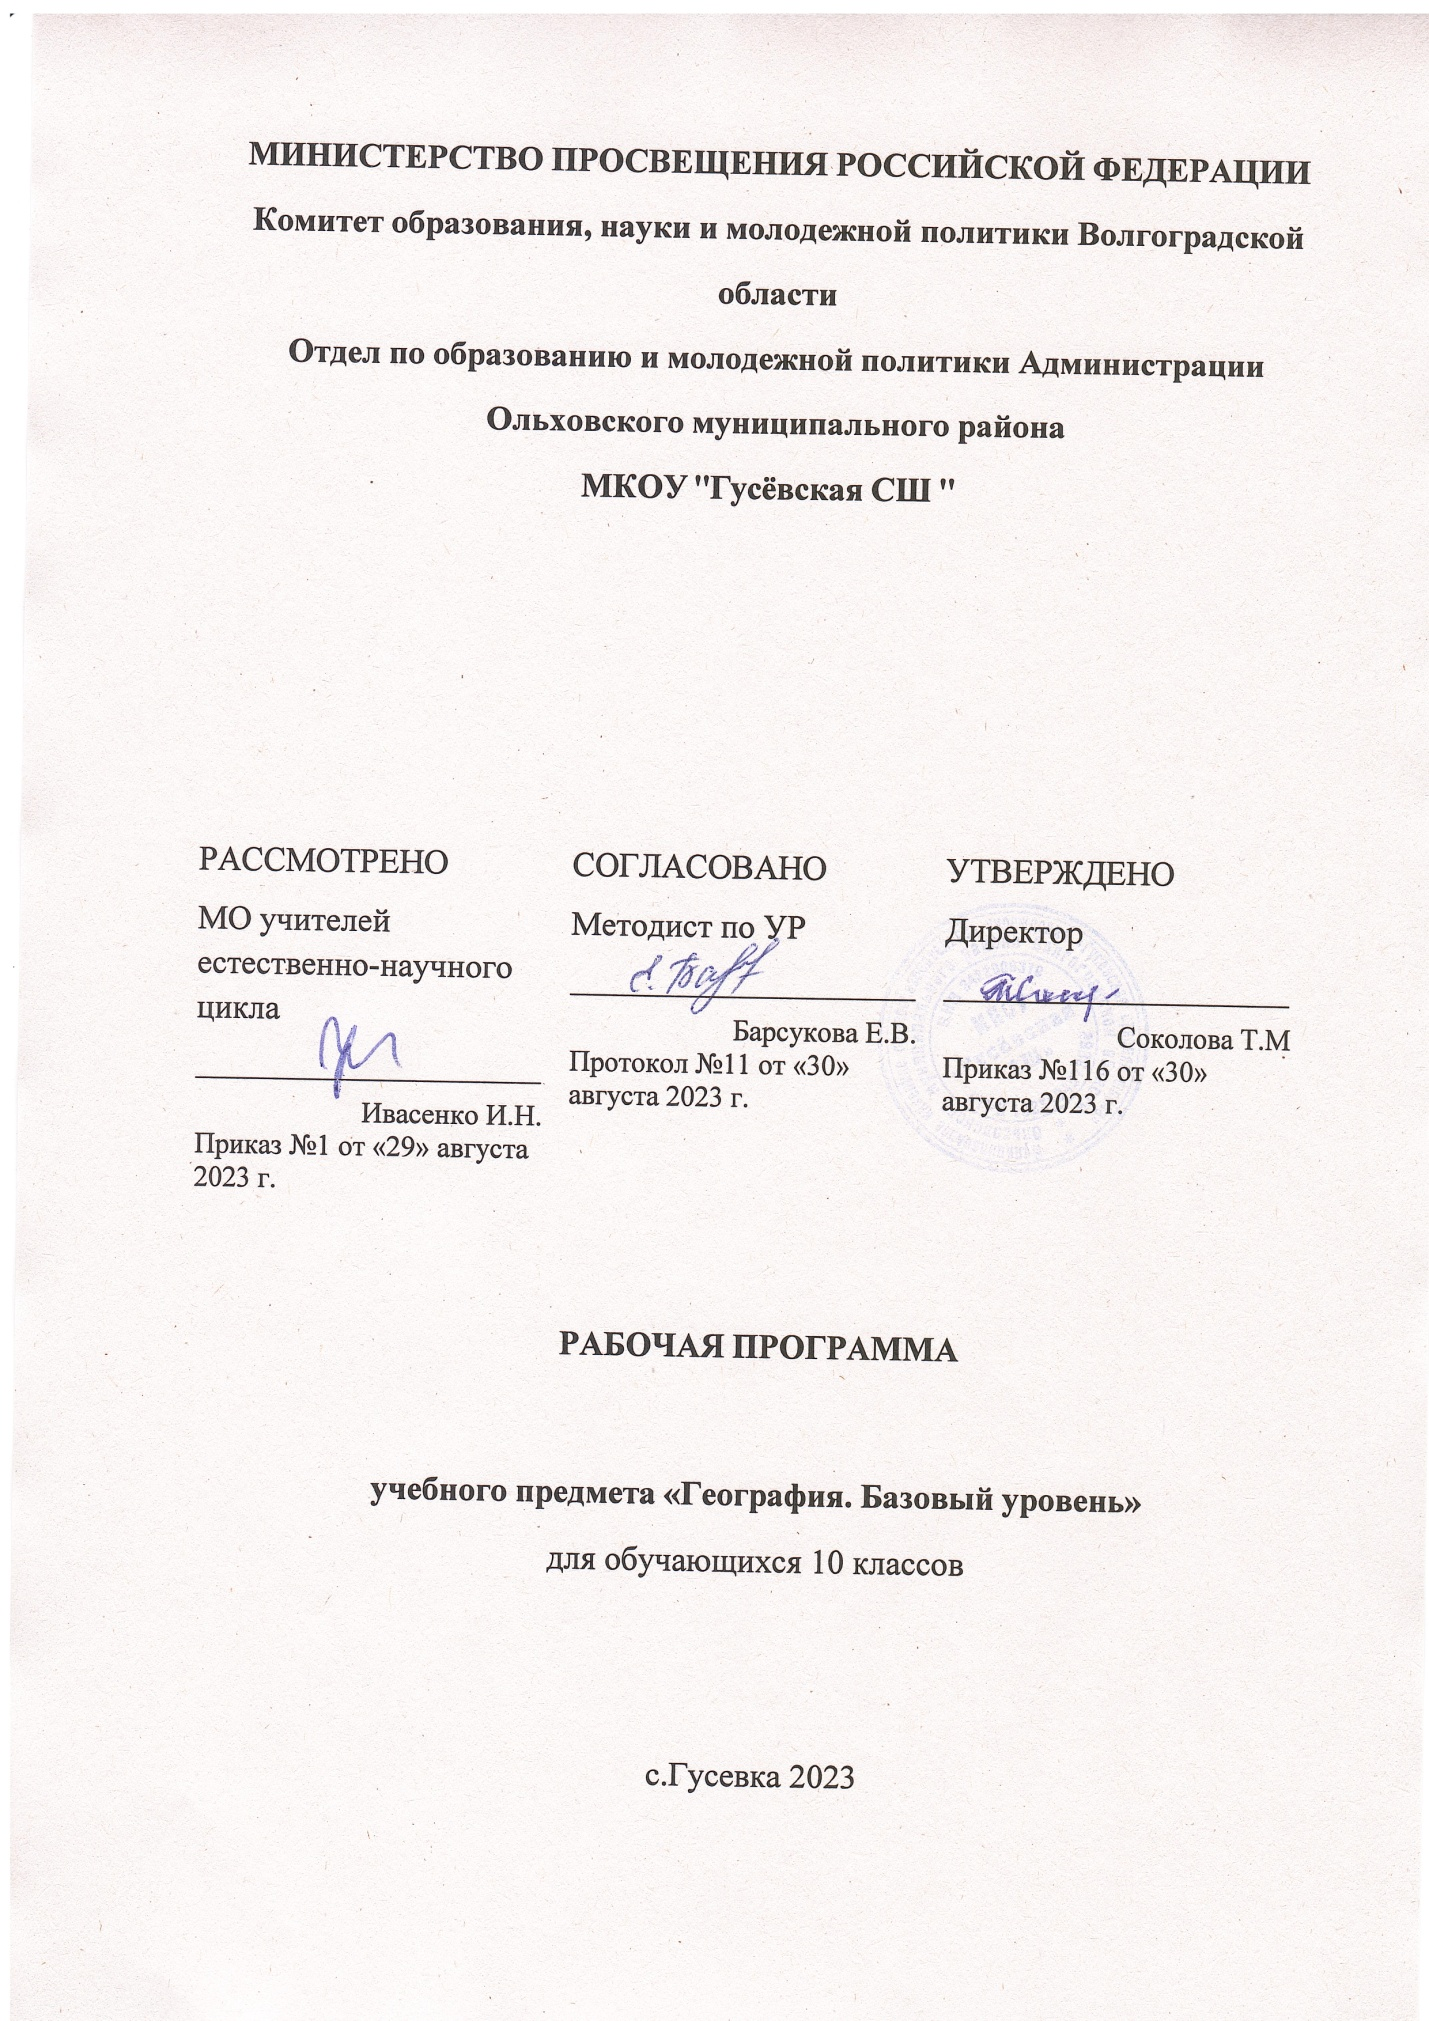 МИНИСТЕРСТВО ПРОСВЕЩЕНИЯ РОССИЙСКОЙ ФЕДЕРАЦИИ
Комитет образования, науки и молодежной политики Волгоградской
области
Отдел по образованию и молодежной политики Администрации
Ольховского муниципального района
МКОУ "Гусёвская СШ "
РАССМОТРЕНО
МО учителей
естественно-научного
цикла
Ивасенко И.Н.
Приказ №1 от «29» августа
2023 г.
СОГЛАСОВАНО
Методист по УР
Барсукова Е.В.
Протокол №11 от «30»
августа 2023 г.
УТВЕРЖДЕНО
Директор
Соколова Т.М
Приказ №116 от «30»
августа 2023 г.
РАБОЧАЯ ПРОГРАММА
учебного предмета «География. Базовый уровень»
для обучающихся 10 классов
с.Гусевка 2023